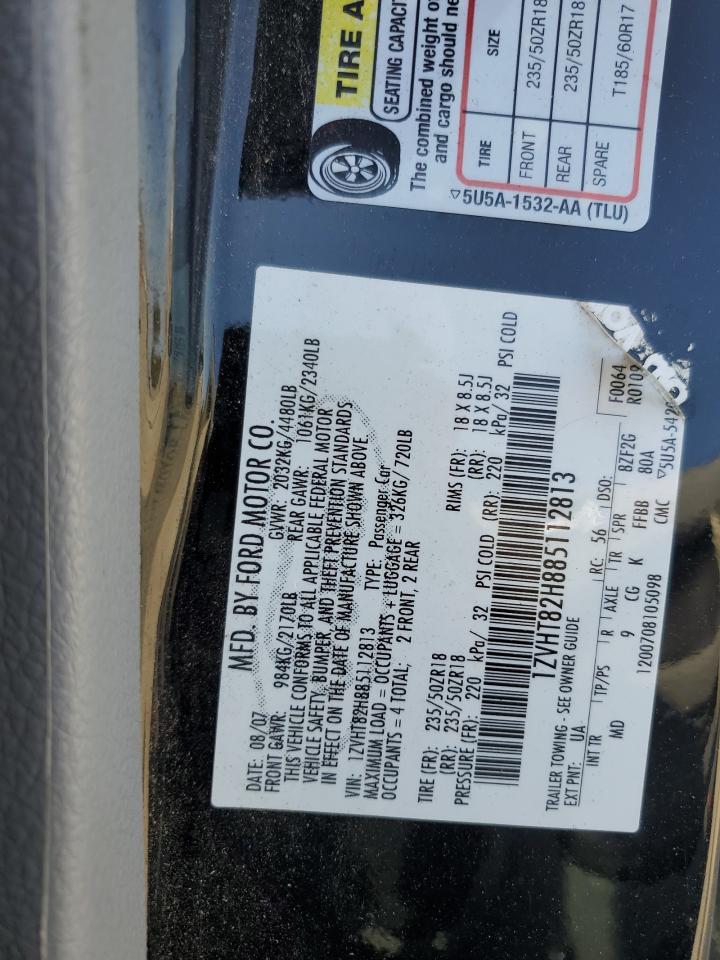 TIRE A
SEATING CAPACIT
The combined weight o
and cargo should ne
TIRE SIZE
FRONT 235/50ZR18
REAR 235/50ZR18
SPARE T185/60R17
5U5A-1532-AA (TLU)
MFD. BY FORD MOTOR CO.
DATE: 08/07 GVWR: 2032KG/4480LB
FRONT GAWR: 984KG/2170LB REAR GAWR: 1061KG/2340LB
THIS VEHICLE CONFORMS TO ALL APPLICABLE FEDERAL MOTOR
VEHICLE SAFETY, BUMPER, AND THEFT PREVENTION STANDARDS
IN EFFECT ON THE DATE OF MANUFACTURE SHOWN ABOVE
VIN: 1ZVHT82H885112813 TYPE: Passenger Car
MAXIMUM LOAD = OCCUPANTS + LUGGAGE = 326KG/720LB
OCCUPANTS = 4 TOTAL; 2 FRONT, 2 REAR
TIRE (FR): 235/50ZR18 RIMS (FR): 18 X 8.5J
(RR): 235/50ZR18 (RR): 18 X 8.5J
PRESSURE (FR): 220 kPa/ 32 PSI COLD (RR): 220 kPa/ 32 PSI COLD
1ZVHT82H885112813
TRAILER TOWING - SEE OWNER GUIDE
EXT PNT: UA RC: 56 DSO: F0064
INT TR TP/PS R AXLE TR SPR 8ZF2G R0109
MD 9 CG K FFBB 80A
1200708105098 CMC 5U5A-542